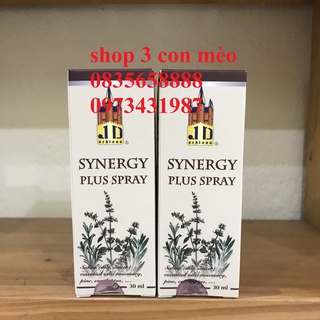 shop 3 con mèo
0835658888
0973431987
JD
SYNERGY
PLUS SPRAY
30 ml
JD
SYNERGY
PLUS SPRAY
30 ml